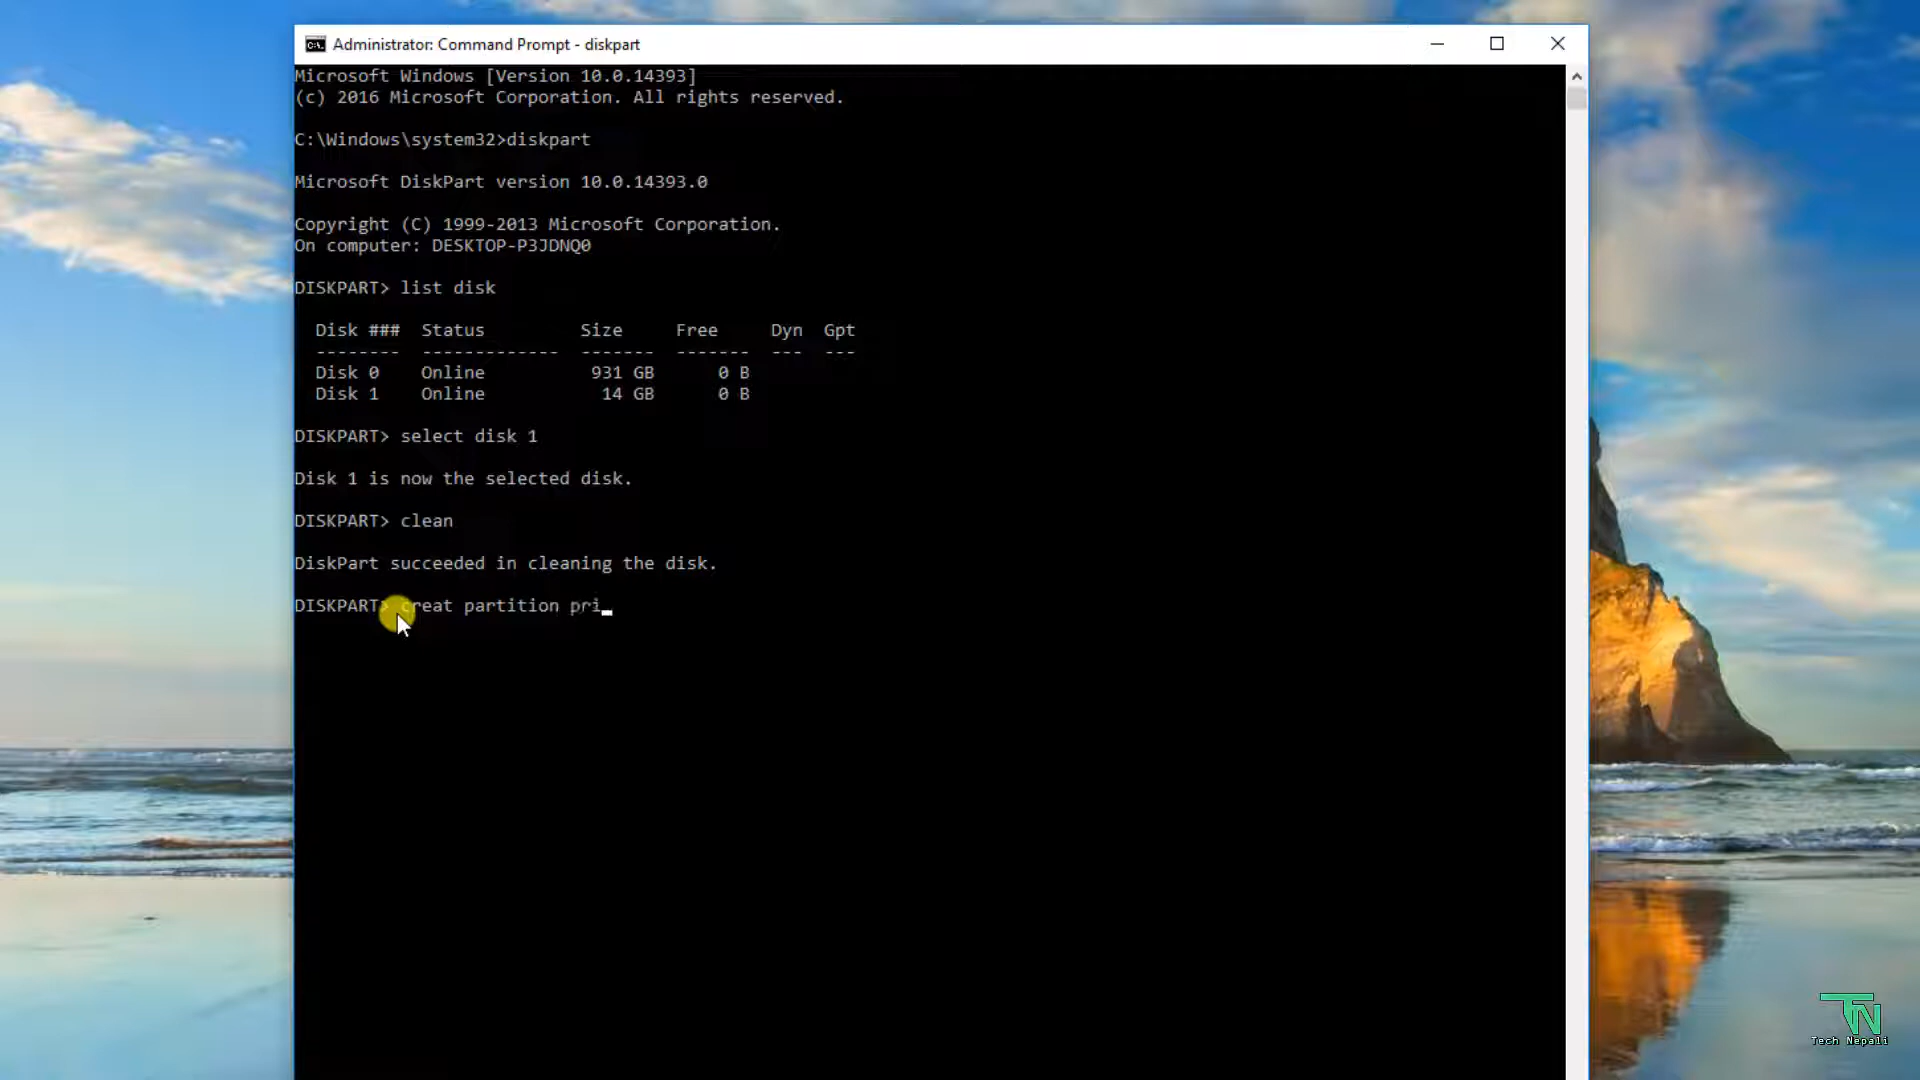 Administrator: Command Prompt - diskpart
Microsoft Windows [Version 10.0.14393]
(c) 2016 Microsoft Corporation. All rights reserved.
C:\Windows\system32>diskpart
Microsoft DiskPart version 10.0.14393.0
Copyright (C) 1999-2013 Microsoft Corporation.
On computer: DESKTOP-P3JDNQ0
DISKPART> list disk
Disk ### Status Size Free Dyn Gpt
-------- ------------- ------- ------- --- ---
Disk 0 Online 931 GB 0 B
Disk 1 Online 14 GB 0 B
DISKPART> select disk 1
Disk 1 is now the selected disk.
DISKPART> clean
DiskPart succeeded in cleaning the disk.
DISKPART> creat partition pri_
TN
Tech Nepali